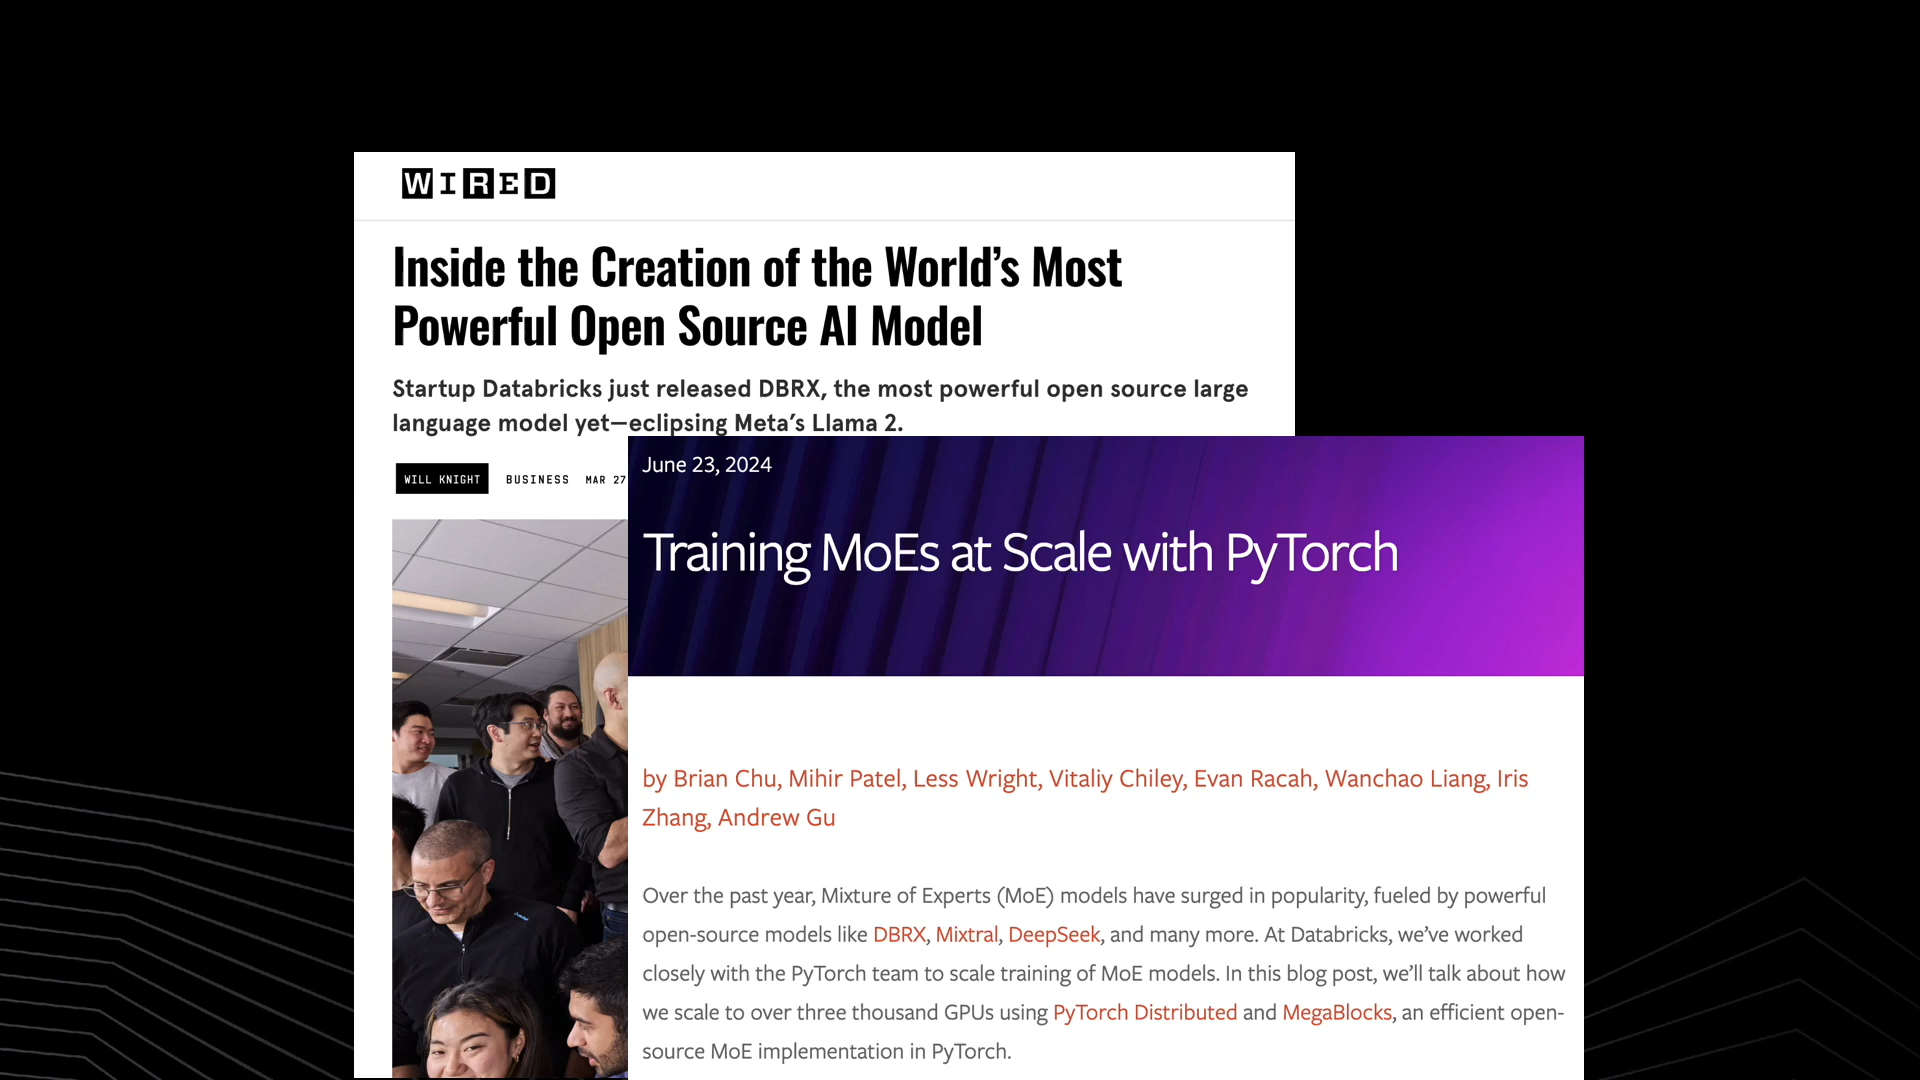 WIRED
Inside the Creation of the World’s Most
Powerful Open Source AI Model
Startup Databricks just released DBRX, the most powerful open source large
language model yet—eclipsing Meta’s Llama 2.
WILL KNIGHT BUSINESS MAR 27
June 23, 2024
Training MoEs at Scale with PyTorch
by Brian Chu, Mihir Patel, Less Wright, Vitaliy Chiley, Evan Racah, Wanchao Liang, Iris
Zhang, Andrew Gu
Over the past year, Mixture of Experts (MoE) models have surged in popularity, fueled by powerful
open-source models like DBRX, Mixtral, DeepSeek, and many more. At Databricks, we’ve worked
closely with the PyTorch team to scale training of MoE models. In this blog post, we’ll talk about how
we scale to over three thousand GPUs using PyTorch Distributed and MegaBlocks, an efficient open-
source MoE implementation in PyTorch.